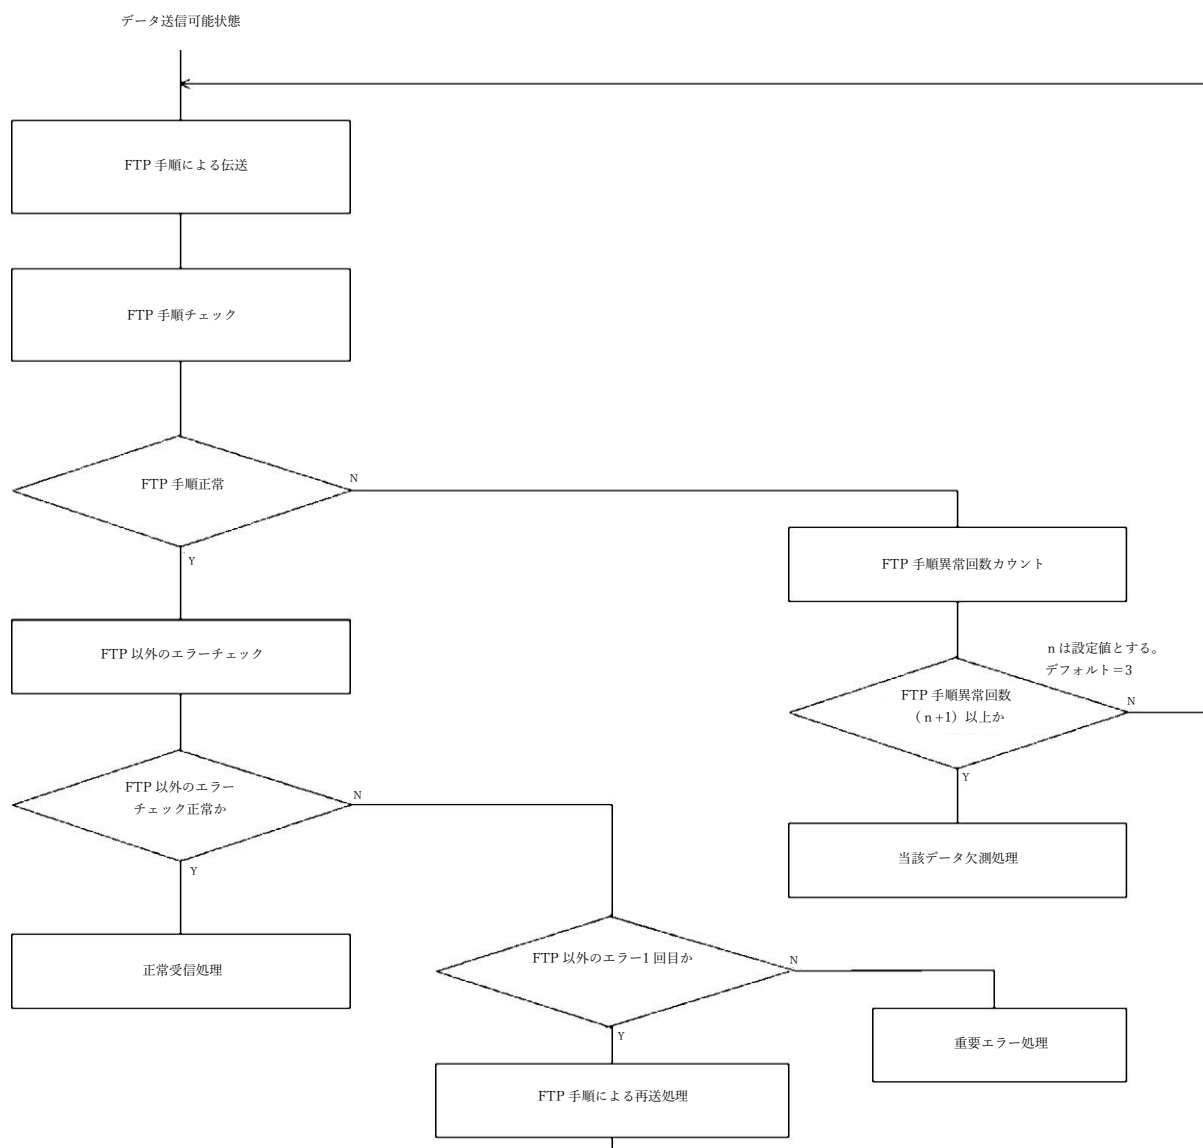 データ送信可能状態
FTP 手順による伝送
FTP 手順チェック
FTP 手順正常
N
Y
FTP 手順異常回数カウント
FTP 以外のエラーチェック
n は設定値とする。
デフォルト＝3
FTP 手順異常回数
（ n +1）以上か
N
Y
FTP 以外のエラー
チェック正常か
N
Y
当該データ欠測処理
正常受信処理
FTP 以外のエラー1 回目か
N
Y
重要エラー処理
FTP 手順による再送処理